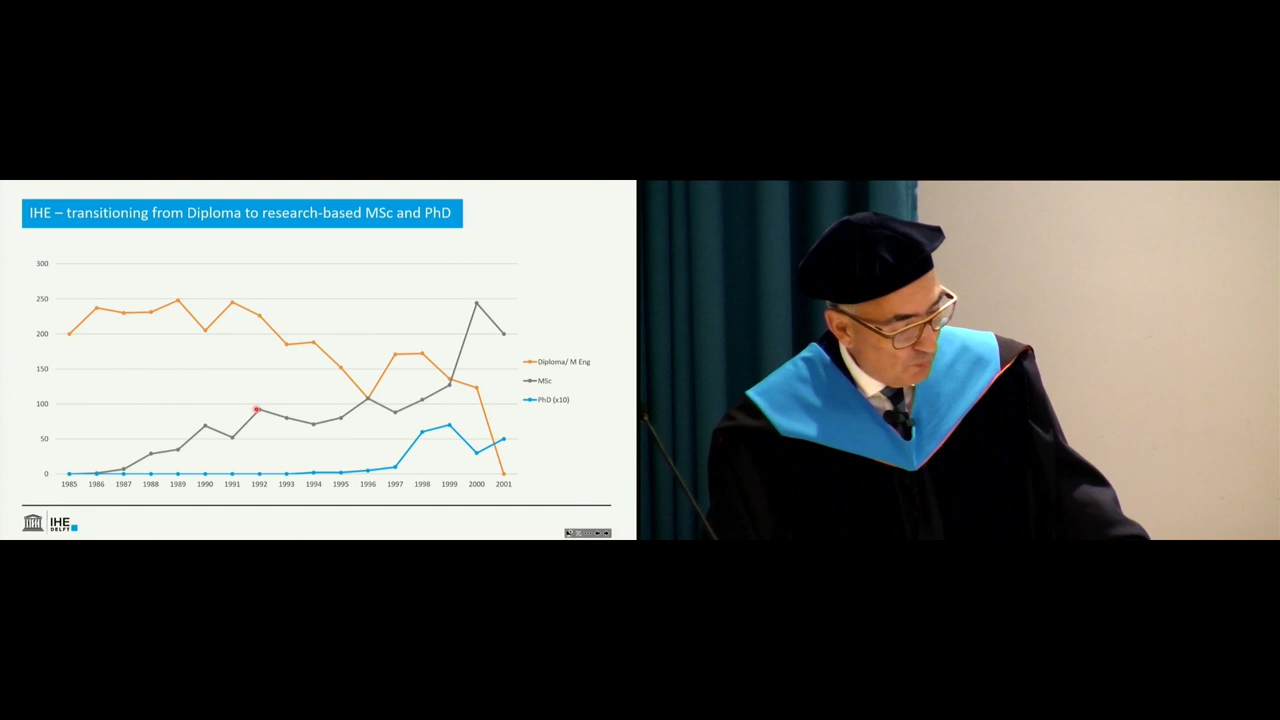 IHE – transitioning from Diploma to research-based MSc and PhD
300
250
200
150
100
50
0
1985 1986 1987 1988 1989 1990 1991 1992 1993 1994 1995 1996 1997 1998 1999 2000 2001
Diploma/ M Eng
MSc
PhD (x10)
IHE
DELFT